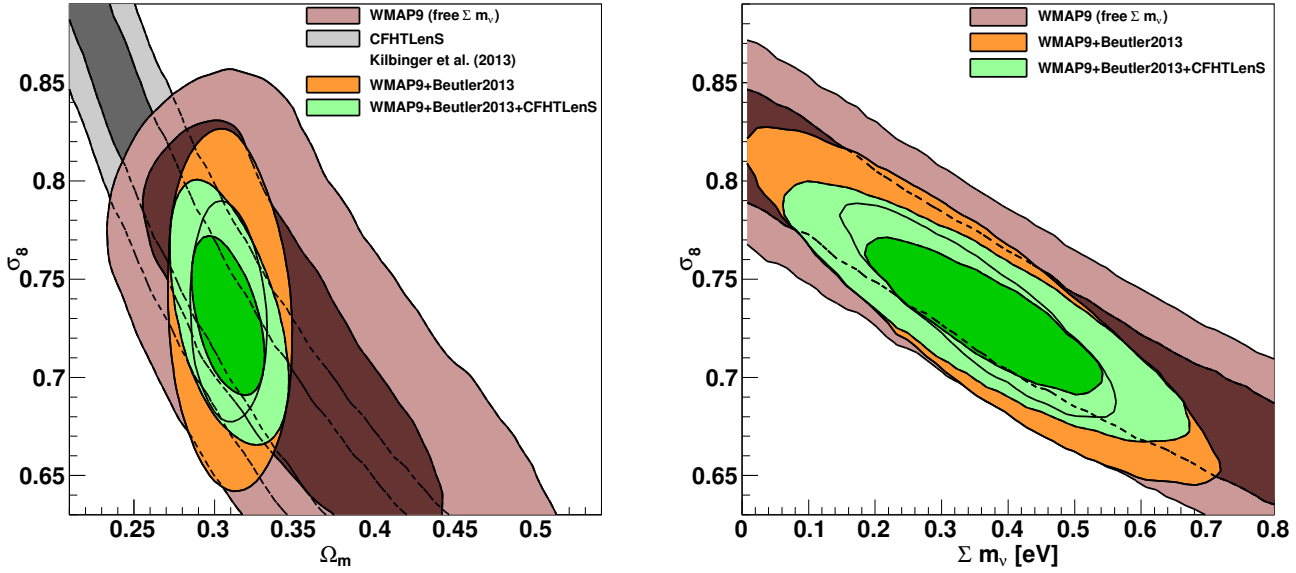 WMAP9 (free Σ mν)
CFHTLenS
Kilbinger et al. (2013)
WMAP9+Beutler2013
WMAP9+Beutler2013+CFHTLenS
σ8
0.85
0.8
0.75
0.7
0.65
0.25 0.3 0.35 0.4 0.45 0.5
Ωm
WMAP9 (free Σ mν)
WMAP9+Beutler2013
WMAP9+Beutler2013+CFHTLenS
σ8
0.85
0.8
0.75
0.7
0.65
0 0.1 0.2 0.3 0.4 0.5 0.6 0.7 0.8
Σ mν [eV]